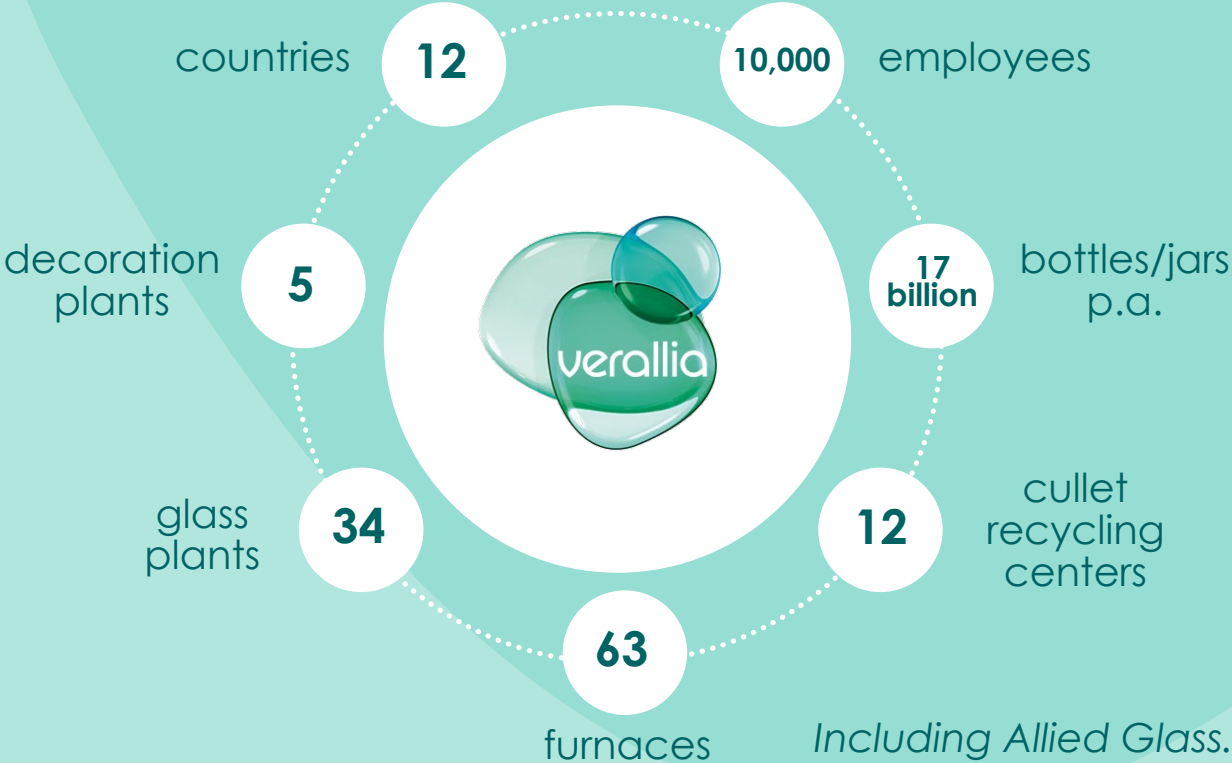 countries
12
10,000
employees
decoration
plants
5
17
billion
bottles/jars
p.a.
verallia
glass
plants
34
12
cullet
recycling
centers
63
furnaces
Including Allied Glass.